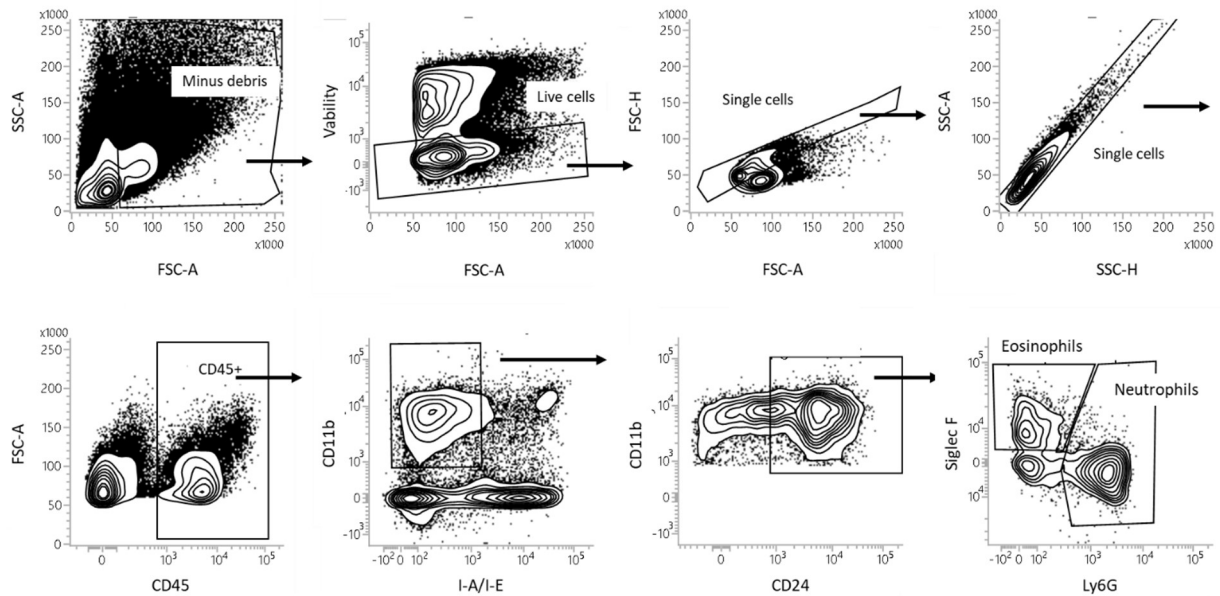 x1000
250
200
150
100
50
0
SSC-A
Minus debris
0
50
100
150
200
250
x1000
FSC-A
10^5
10^4
10^3
0
-10^3
Vability
Live cells
0
50
100
150
200
250
x1000
FSC-A
x1000
250
200
150
100
50
0
FSC-H
Single cells
0
50
100
150
200
250
x1000
FSC-A
x1000
250
200
150
100
50
0
SSC-A
Single cells
0
50
100
150
200
250
x1000
SSC-H
x1000
250
200
150
100
50
0
FSC-A
CD45+
0
10^3
10^4
10^5
CD45
10^5
10^4
10^3
0
-10^3
CD11b
-10^2 0
10^2
10^3
10^4
10^5
I-A/I-E
10^5
10^4
10^3
0
-10^3
CD11b
0
10^3
10^4
10^5
CD24
Eosinophils
Neutrophils
10^5
10^4
0
10^4
Siglec F
-10^2 0
10^2
10^3
10^4
10^5
Ly6G